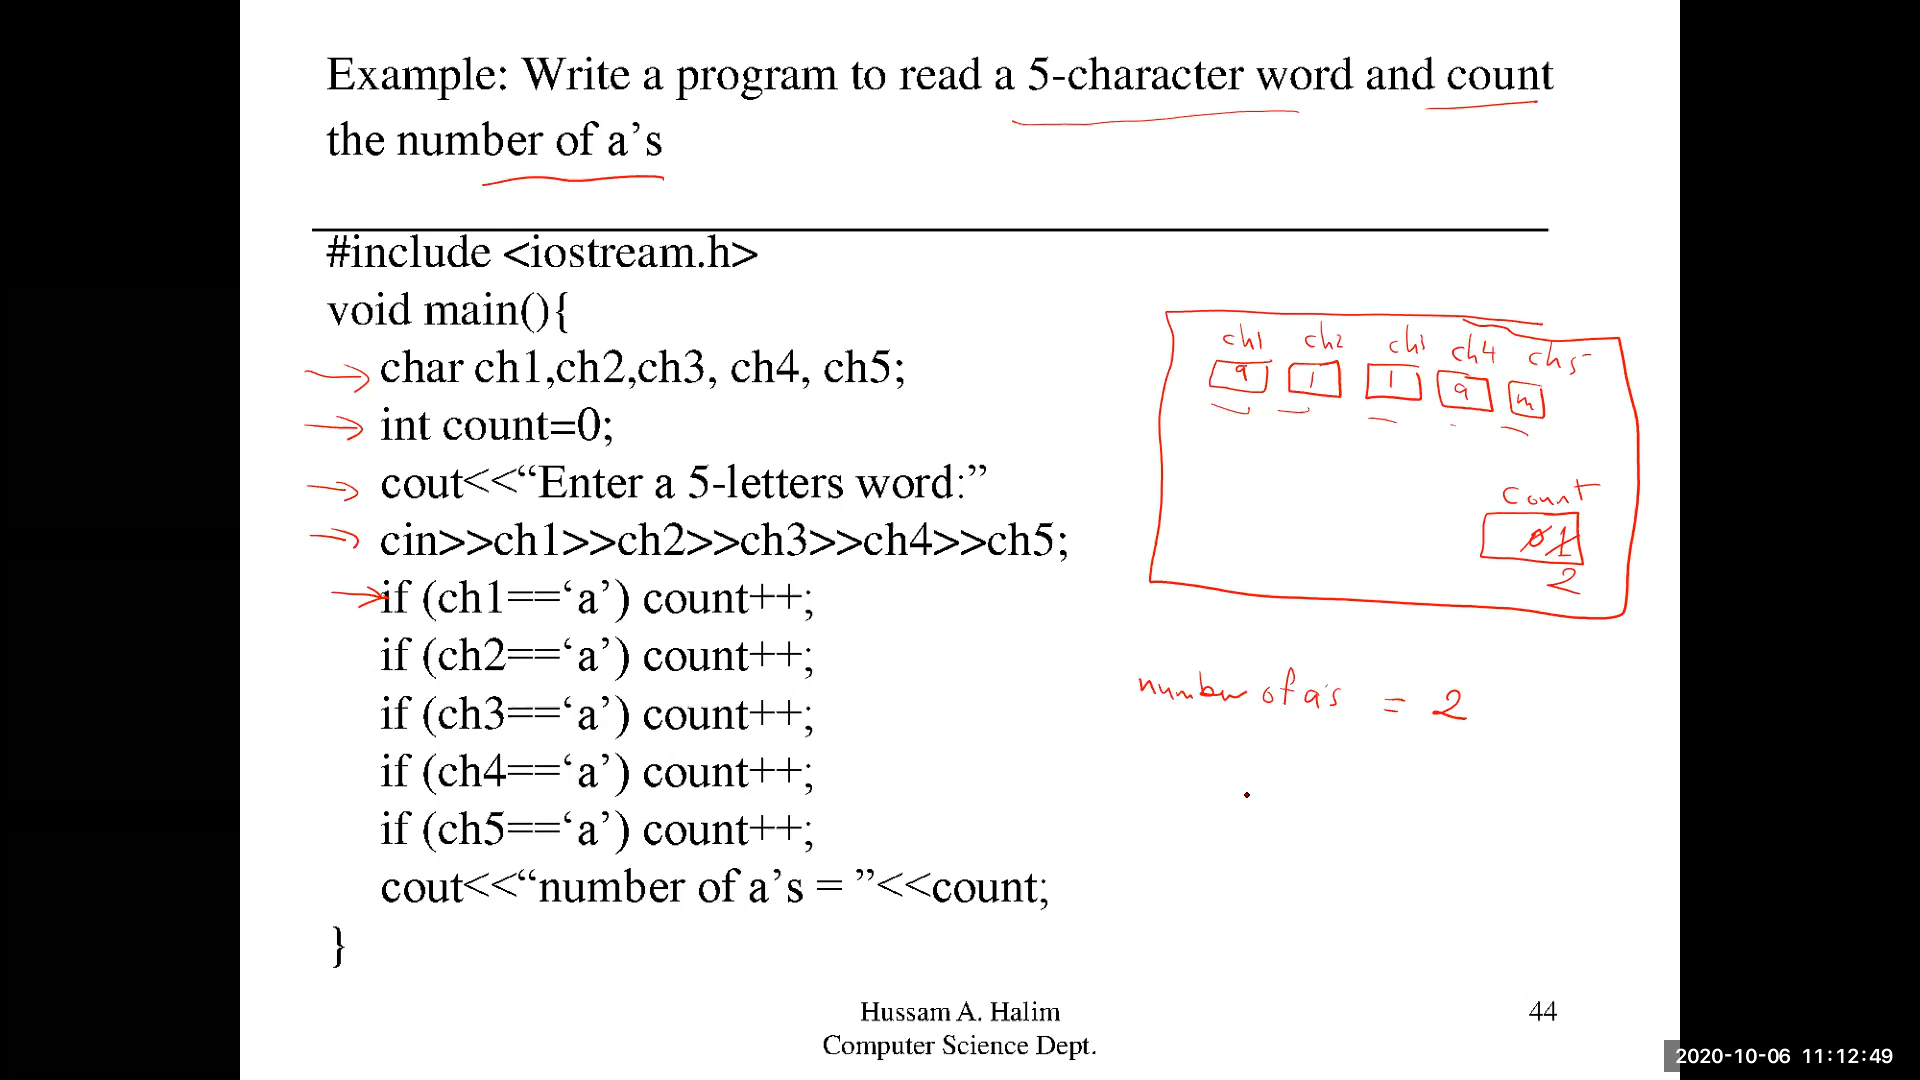 Example: Write a program to read a 5-character word and count
the number of a’s
#include <iostream.h>
void main(){
char ch1,ch2,ch3, ch4, ch5;
int count=0;
cout<<“Enter a 5-letters word:”
cin>>ch1>>ch2>>ch3>>ch4>>ch5;
if (ch1==‘a’) count++;
if (ch2==‘a’) count++;
if (ch3==‘a’) count++;
if (ch4==‘a’) count++;
if (ch5==‘a’) count++;
cout<<“number of a’s = ”<<count;
}
ch1 ch2 ch3 ch4 ch5
a l l a m
count
0 1
2
number of a's = 2
Hussam A. Halim
Computer Science Dept.
44
2020-10-06 11:12:49